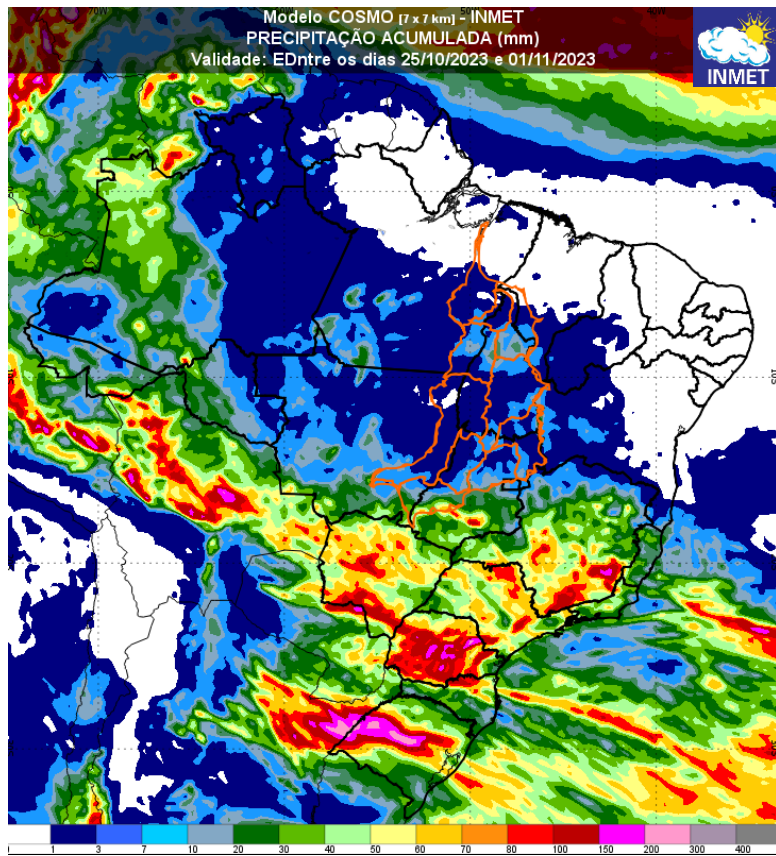 Modelo COSMO [7 x 7 km] - INMET
PRECIPITAÇÃO ACUMULADA (mm)
Validade: EDntre os dias 25/10/2023 e 01/11/2023
INMET
1 3 7 10 20 30 40 50 60 70 80 100 150 200 300 400